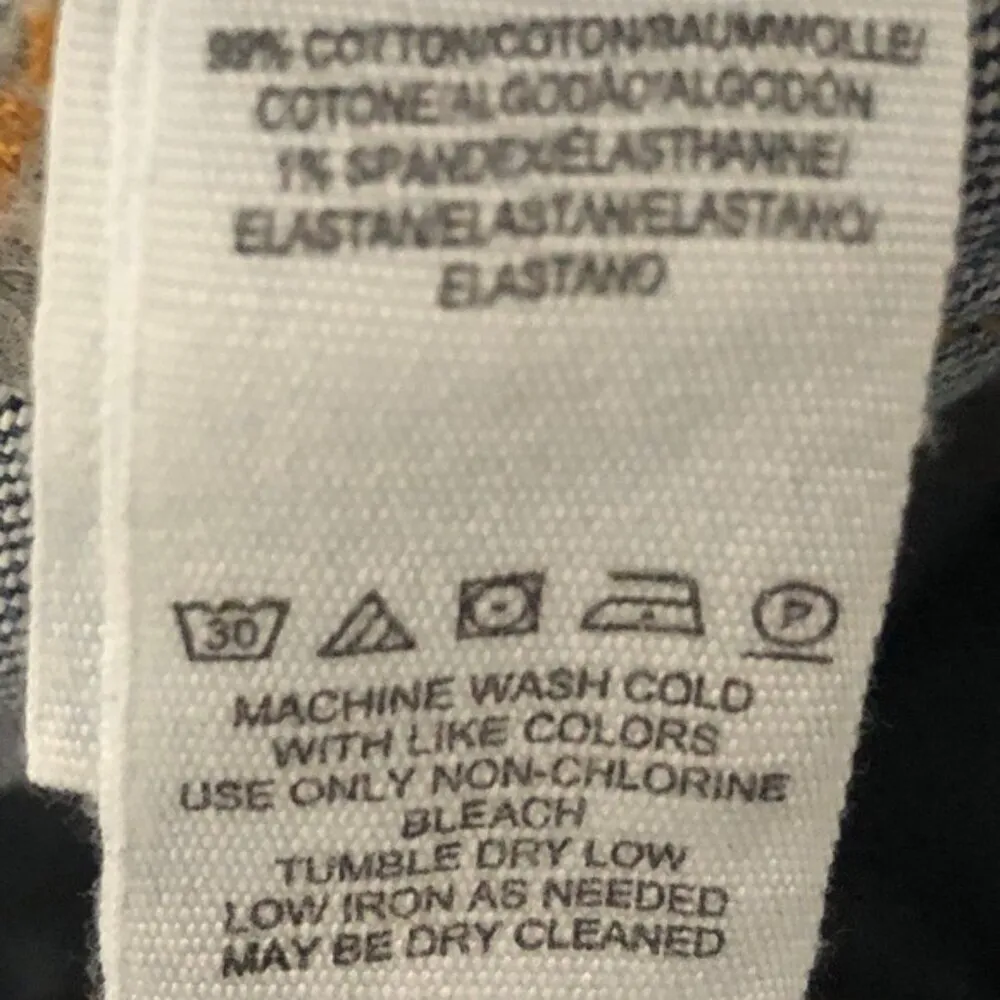 99% COTTON/COTON/BAUMWOLLE/
COTONE/ALGODÃO/ALGODÓN
1% SPANDEX/ÉLASTHANNE/
ELASTAN/ELASTAN/ELASTANO/
ELASTANO
30 P
MACHINE WASH COLD
WITH LIKE COLORS
USE ONLY NON-CHLORINE
BLEACH
TUMBLE DRY LOW
LOW IRON AS NEEDED
MAY BE DRY CLEANED